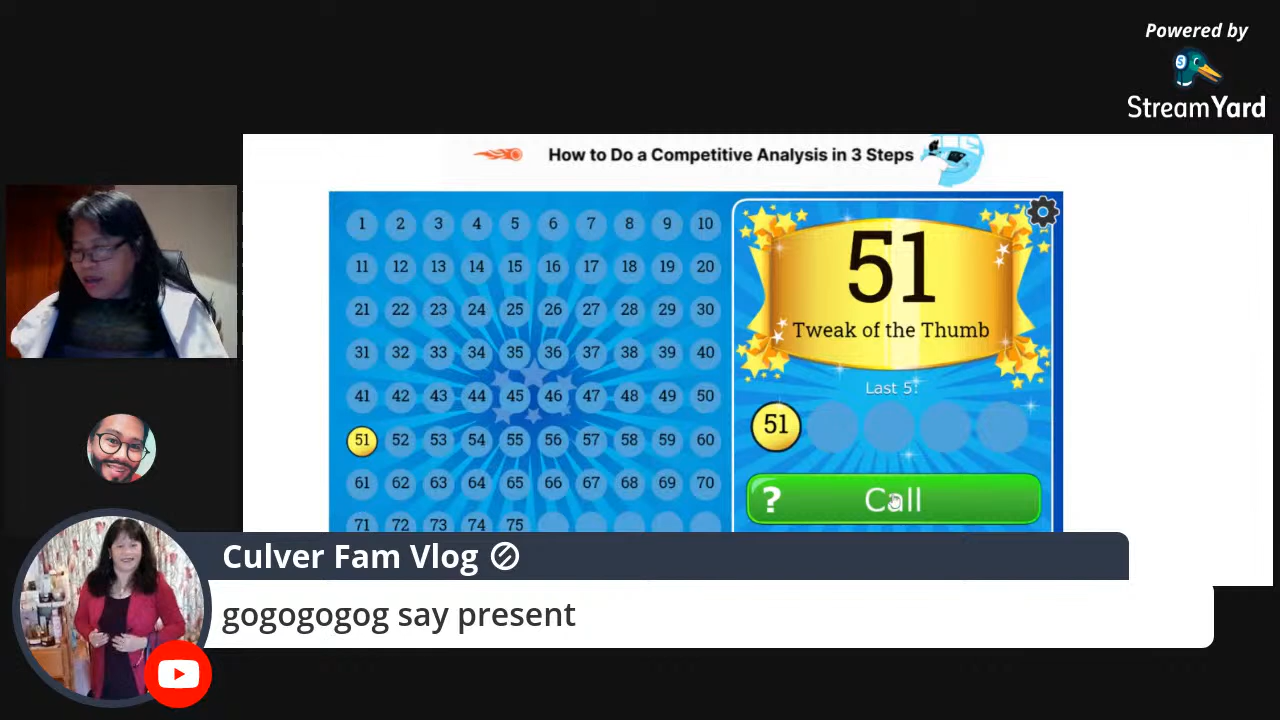 Powered by
StreamYard
How to Do a Competitive Analysis in 3 Steps
1 2 3 4 5 6 7 8 9 10
11 12 13 14 15 16 17 18 19 20
21 22 23 24 25 26 27 28 29 30
31 32 33 34 35 36 37 38 39 40
41 42 43 44 45 46 47 48 49 50
51 52 53 54 55 56 57 58 59 60
61 62 63 64 65 66 67 68 69 70
71 72 73 74 75
51
Tweak of the Thumb
Last 5!
51
? Call
Culver Fam Vlog
gogogogog say present